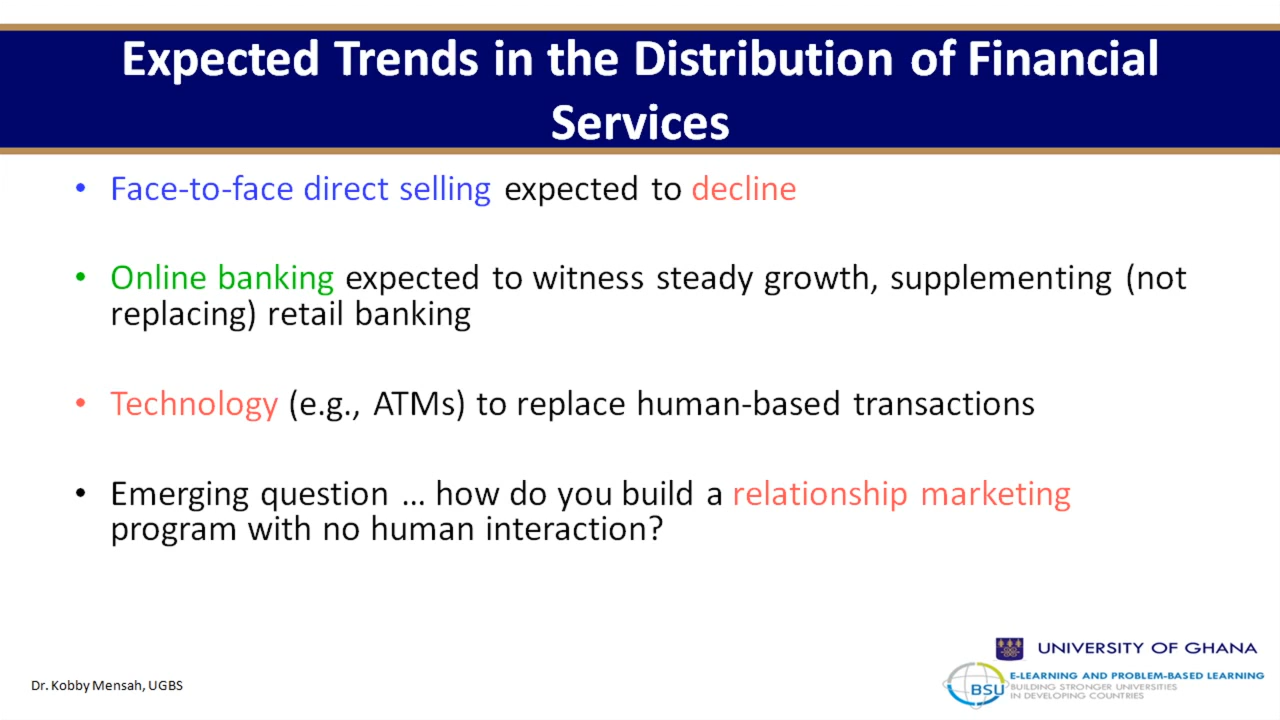 Expected Trends in the Distribution of Financial
Services
• Face-to-face direct selling expected to decline
• Online banking expected to witness steady growth, supplementing (not
replacing) retail banking
• Technology (e.g., ATMs) to replace human-based transactions
• Emerging question … how do you build a relationship marketing
program with no human interaction?
UNIVERSITY OF GHANA
Dr. Kobby Mensah, UGBS
BSU
E-LEARNING AND PROBLEM-BASED LEARNING
BUILDING STRONGER UNIVERSITIES
IN DEVELOPING COUNTRIES